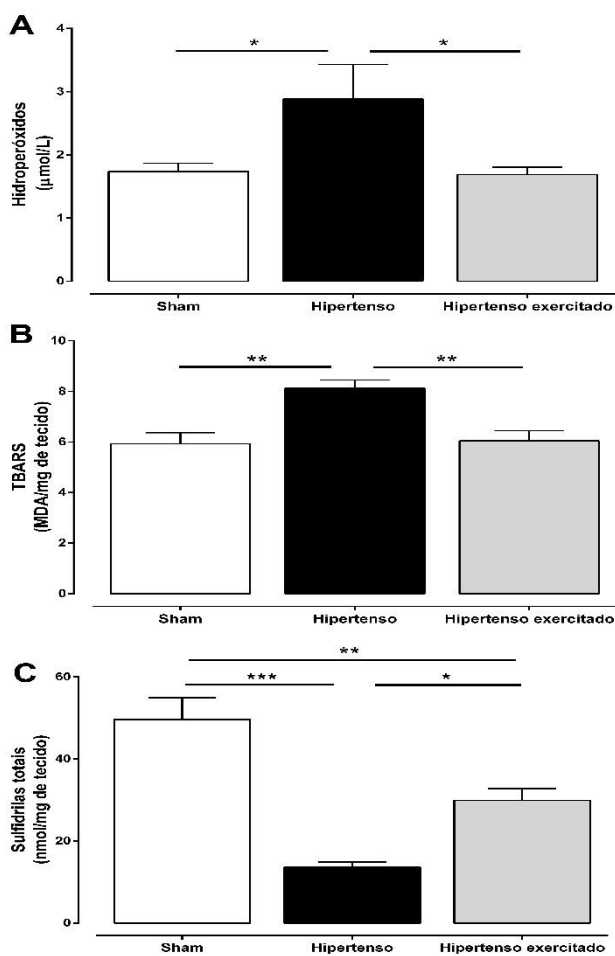 A
Hidroperóxidos
(µmol/L)
4
3
2
1
0
*
*
Sham
Hipertenso
Hipertenso exercitado
B
TBARS
(MDA/mg de tecido)
10
8
6
4
2
0
**
**
Sham
Hipertenso
Hipertenso exercitado
C
Sulfidrilas totais
(nmol/mg de tecido)
60
40
20
0
**
***
*
Sham
Hipertenso
Hipertenso exercitado